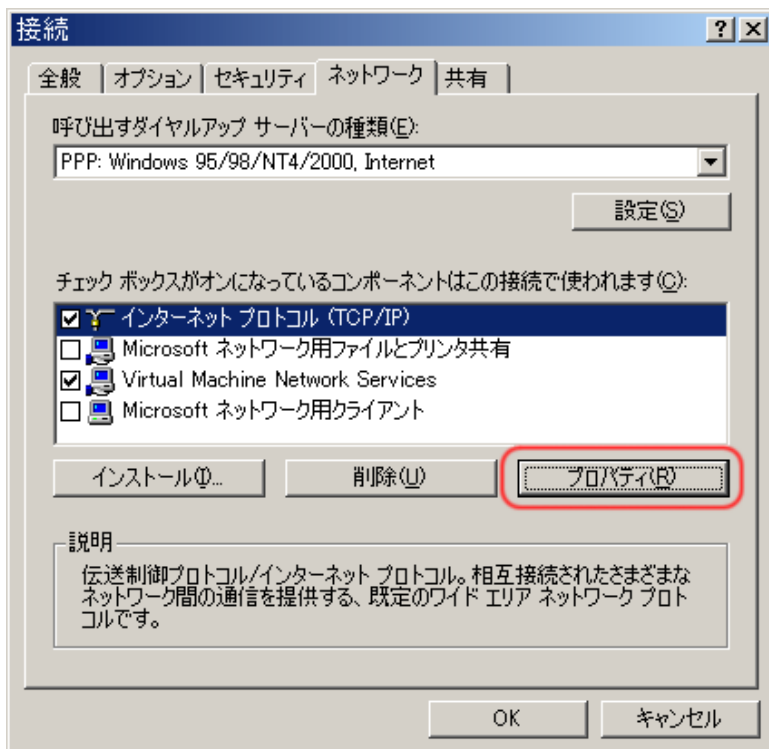 接続
全般 オプション セキュリティ ネットワーク 共有
呼び出すダイヤルアップ サーバーの種類(E):
PPP: Windows 95/98/NT4/2000, Internet
設定(S)
チェック ボックスがオンになっているコンポーネントはこの接続で使われます(C):
インターネット プロトコル (TCP/IP)
Microsoft ネットワーク用ファイルとプリンタ共有
Virtual Machine Network Services
Microsoft ネットワーク用クライアント
インストール(I)... 削除(U) プロパティ(R)
説明
伝送制御プロトコル/インターネット プロトコル。相互接続されたさまざまな
ネットワーク間の通信を提供する、既定のワイド エリア ネットワーク プロト
コルです。
OK キャンセル